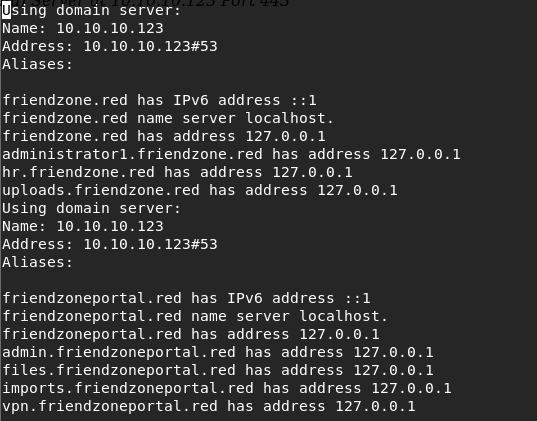 Server at 10.10.10.123 Port 443
Using domain server:
Name: 10.10.10.123
Address: 10.10.10.123#53
Aliases:
friendzone.red has IPv6 address ::1
friendzone.red name server localhost.
friendzone.red has address 127.0.0.1
administrator1.friendzone.red has address 127.0.0.1
hr.friendzone.red has address 127.0.0.1
uploads.friendzone.red has address 127.0.0.1
Using domain server:
Name: 10.10.10.123
Address: 10.10.10.123#53
Aliases:
friendzoneportal.red has IPv6 address ::1
friendzoneportal.red name server localhost.
friendzoneportal.red has address 127.0.0.1
admin.friendzoneportal.red has address 127.0.0.1
files.friendzoneportal.red has address 127.0.0.1
imports.friendzoneportal.red has address 127.0.0.1
vpn.friendzoneportal.red has address 127.0.0.1